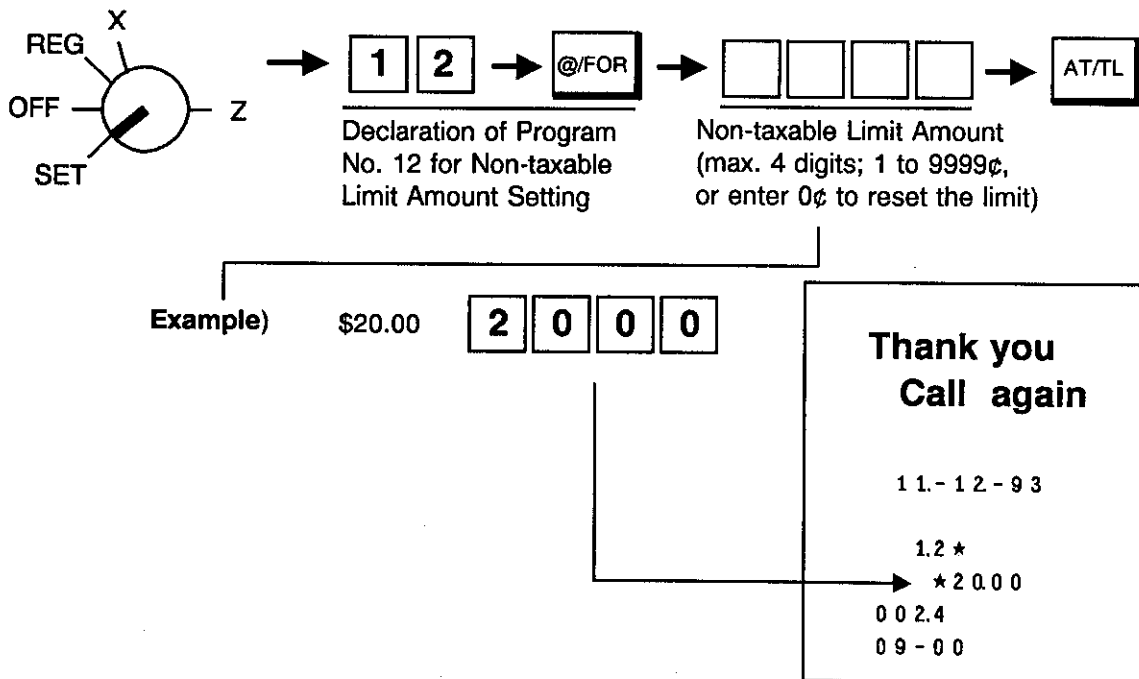 X
REG
OFF
Z
SET
1 2
@/FOR
AT/TL
Declaration of Program
No. 12 for Non-taxable
Limit Amount Setting
Non-taxable Limit Amount
(max. 4 digits; 1 to 9999¢,
or enter 0¢ to reset the limit)
Example) $20.00 2 0 0 0
Thank you
Call again
11.-12-93
1.2★
★20.00
002.4
09-00